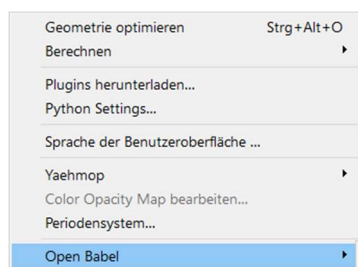 Geometrie optimieren Strg+Alt+O
Berechnen
Plugins herunterladen...
Python Settings...
Sprache der Benutzeroberfläche ...
Yaehmop
Color Opacity Map bearbeiten...
Periodensystem...
Open Babel